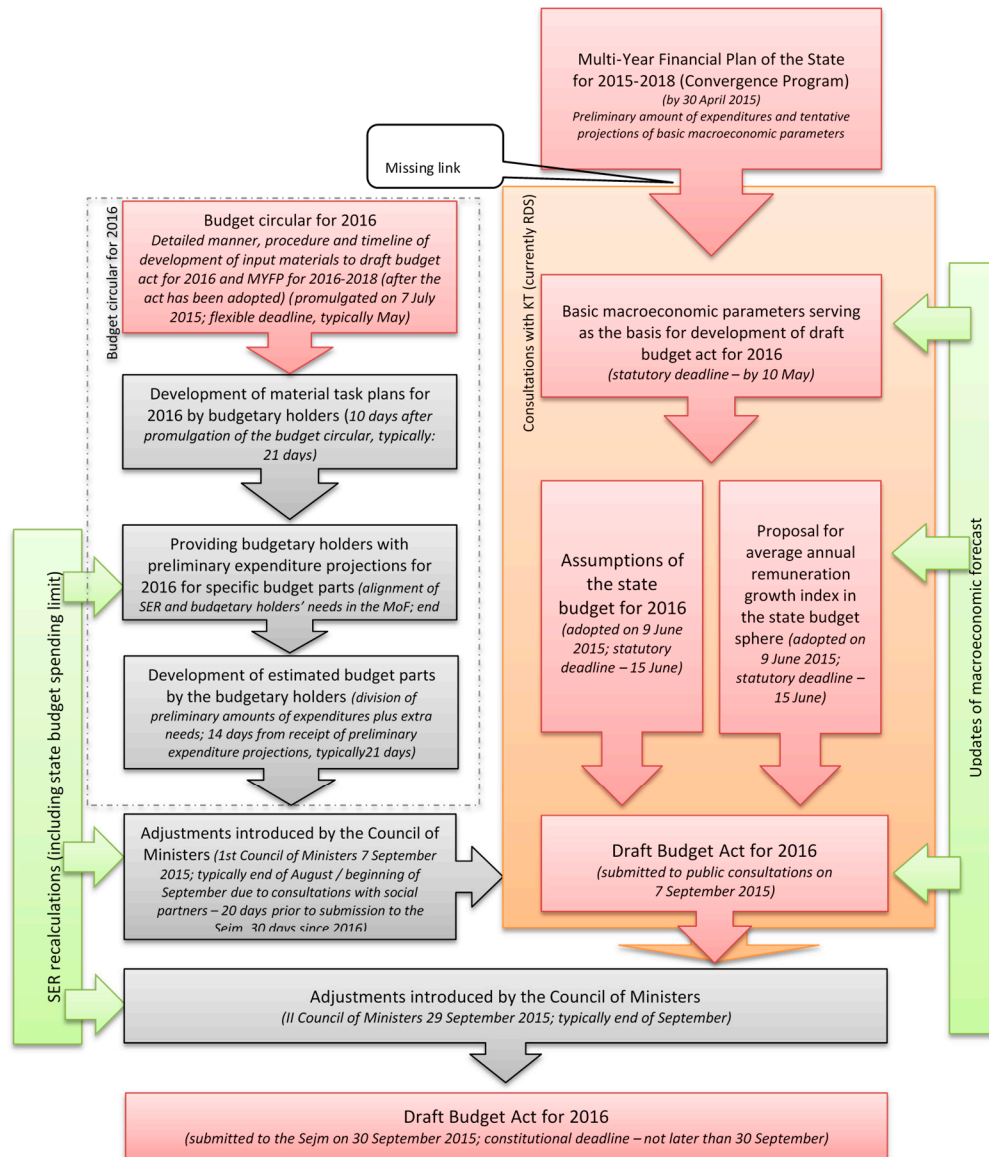 Multi-Year Financial Plan of the State
for 2015-2018 (Convergence Program)
(by 30 April 2015)
Preliminary amount of expenditures and tentative
projections of basic macroeconomic parameters
Missing link
Budget circular for 2016
Budget circular for 2016
Detailed manner, procedure and timeline of
development of input materials to draft budget
act for 2016 and MYFP for 2016-2018 (after the
act has been adopted) (promulgated on 7 July
2015; flexible deadline, typically May)
Development of material task plans for
2016 by budgetary holders (10 days after
promulgation of the budget circular, typically:
21 days)
Providing budgetary holders with
preliminary expenditure projections for
2016 for specific budget parts (alignment of
SER and budgetary holders' needs in the MoF; end
Development of estimated budget parts
by the budgetary holders (division of
preliminary amounts of expenditures plus extra
needs; 14 days from receipt of preliminary
expenditure projections, typically21 days)
Adjustments introduced by the Council of
Ministers (1st Council of Ministers 7 September
2015; typically end of August / beginning of
September due to consultations with social
partners – 20 days prior to submission to the
Sejm, 30 days since 2016)
SER recalculations (including state budget spending limit)
Consultations with KT (currently RDS)
Basic macroeconomic parameters serving
as the basis for development of draft
budget act for 2016
(statutory deadline – by 10 May)
Assumptions of
the state
budget for 2016
(adopted on 9 June
2015; statutory
deadline – 15 June)
Proposal for
average annual
remuneration
growth index in
the state budget
sphere (adopted on
9 June 2015;
statutory deadline –
15 June)
Draft Budget Act for 2016
(submitted to public consultations on
7 September 2015)
Updates of macroeconomic forecast
Adjustments introduced by the Council of Ministers
(II Council of Ministers 29 September 2015; typically end of September)
Draft Budget Act for 2016
(submitted to the Sejm on 30 September 2015; constitutional deadline – not later than 30 September)